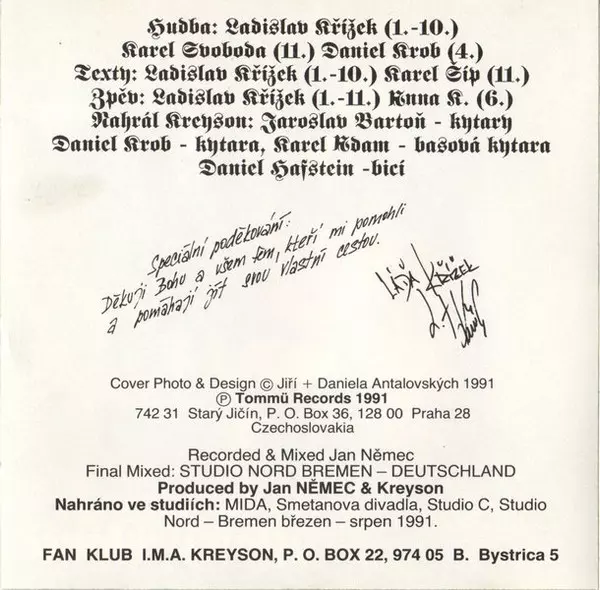 Hudba: Ladislav Křížek (1.-10.)
Karel Svoboda (11.) Daniel Krob (4.)
Texty: Ladislav Křížek (1.-10.) Karel Šíp (11.)
Zpěv: Ladislav Křížek (1.-11.) Anna K. (6.)
Nahrál Kreyson: Jaroslav Bartoň - kytary
Daniel Krob - kytara, Karel Adam - basová kytara
Daniel Hafstein -bicí
Speciální poděkování:
Děkuji Bohu a všem těm, kteří mi pomohli
a pomáhají jít svou vlastní cestou.
Láďa Křížek
Cover Photo & Design © Jiří + Daniela Antalovských 1991
℗ Tommü Records 1991
742 31 Starý Jičín, P. O. Box 36, 128 00 Praha 28
Czechoslovakia
Recorded & Mixed Jan Němec
Final Mixed: STUDIO NORD BREMEN – DEUTSCHLAND
Produced by Jan NĚMEC & Kreyson
Nahráno ve studiích: MIDA, Smetanova divadla, Studio C, Studio
Nord – Bremen březen – srpen 1991.
FAN KLUB I.M.A. KREYSON, P. O. BOX 22, 974 05 B. Bystrica 5